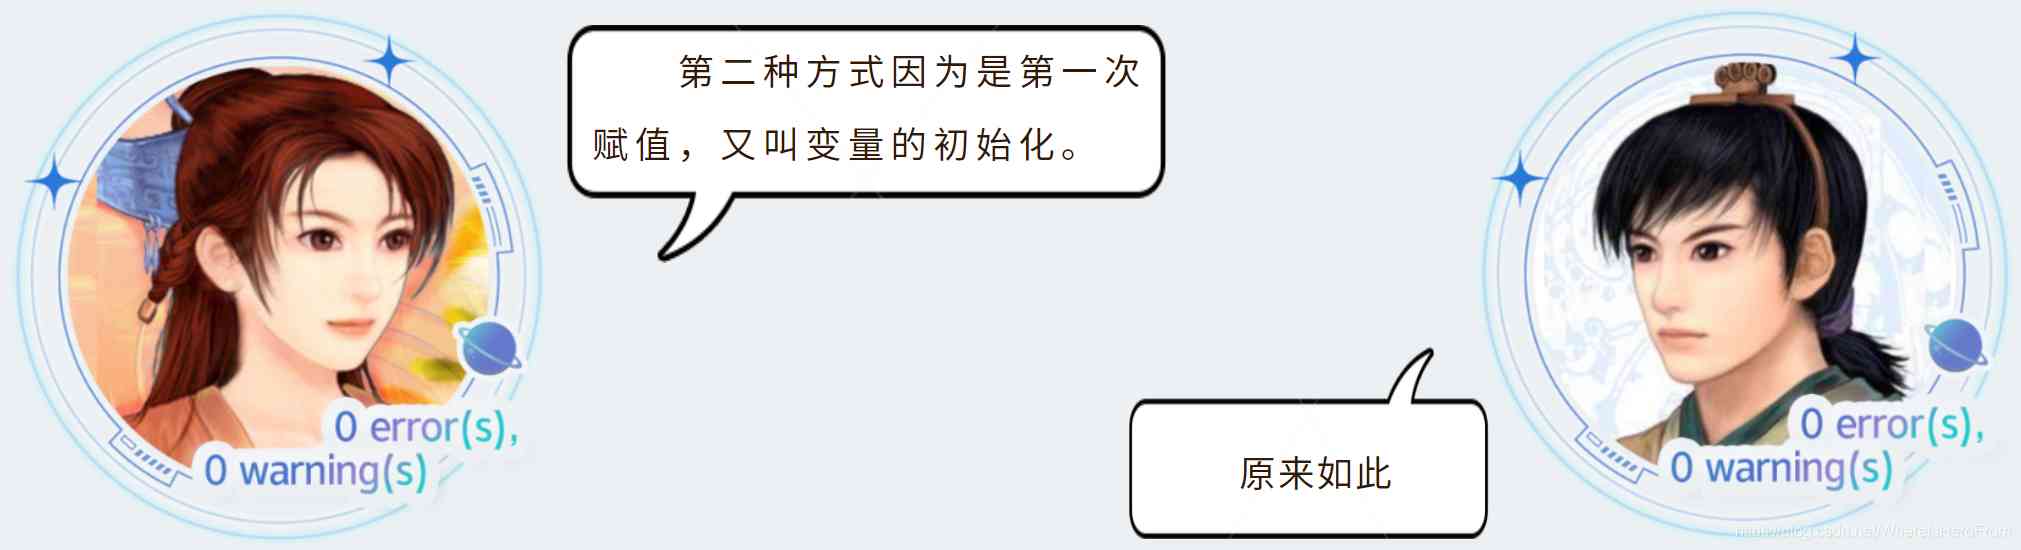 第二种方式因为是第一次
赋值，又叫变量的初始化。
原来如此
0 error(s),
0 warning(s)
0 error(s),
0 warning(s)
https://blog.csdn.net/WhereIsHeroFrom